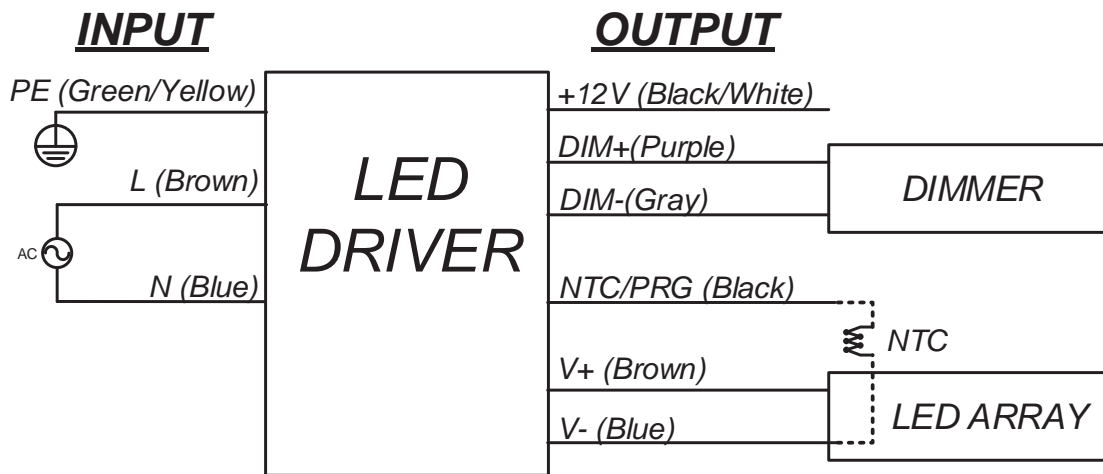 INPUT
OUTPUT
PE (Green/Yellow)
L (Brown)
AC
N (Blue)
LED
DRIVER
+12V (Black/White)
DIM+(Purple)
DIM-(Gray)
DIMMER
NTC/PRG (Black)
NTC
V+ (Brown)
V- (Blue)
LED ARRAY